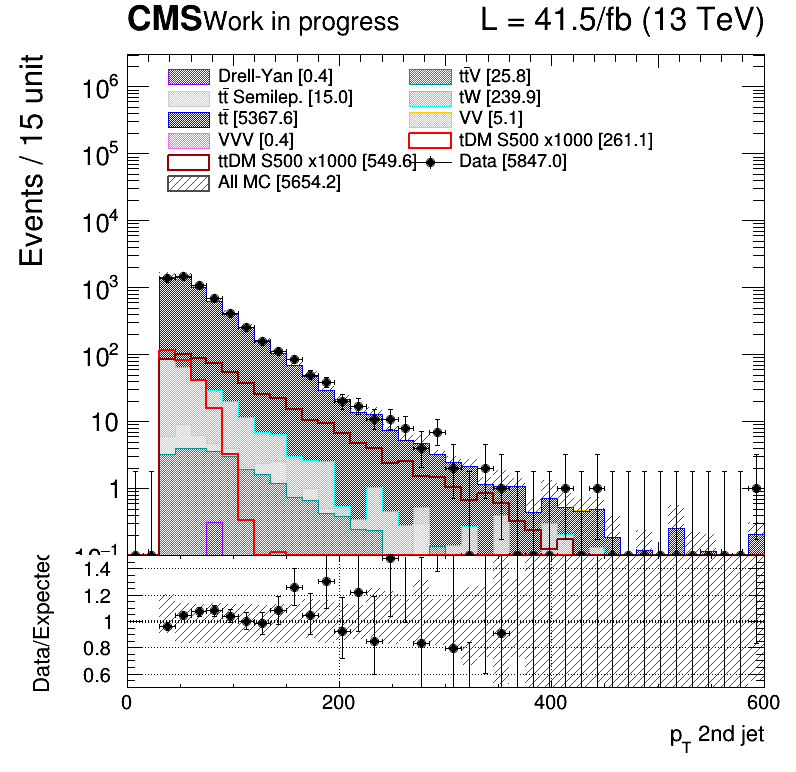 CMS Work in progress L = 41.5/fb (13 TeV)
Events / 15 unit
Drell-Yan [0.4] tt̄V [25.8]
tt̄ Semilep. [15.0] tW [239.9]
tt̄ [5367.6] VV [5.1]
VVV [0.4] tDM S500 x1000 [261.1]
ttDM S500 x1000 [549.6] Data [5847.0]
All MC [5654.2]
10⁶
10⁵
10⁴
10³
10²
10
1
10⁻¹
Data/Expected
1.4
1.2
1
0.8
0.6
0 200 400 600
p_T 2nd jet